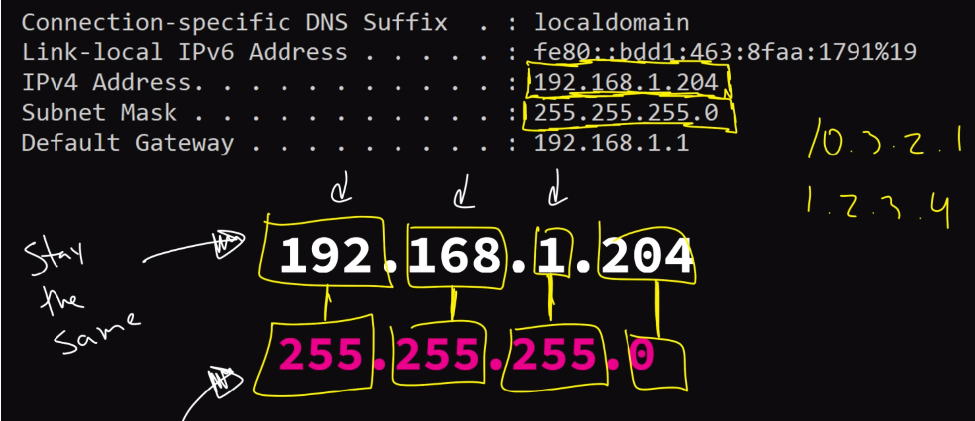 Connection-specific DNS Suffix  . : localdomain
Link-local IPv6 Address . . . . . : fe80::bdd1:463:8faa:1791%19
IPv4 Address. . . . . . . . . . . : 192.168.1.204
Subnet Mask . . . . . . . . . . . : 255.255.255.0
Default Gateway . . . . . . . . . : 192.168.1.1
10.3.2.1
1.2.3.4
192.168.1.204
Stay
the
same
255.255.255.0